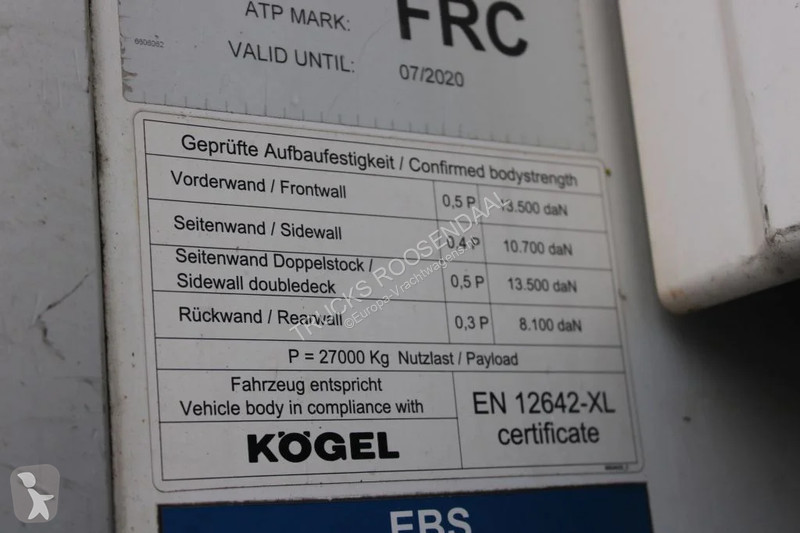 ATP MARK: FRC
6606062
VALID UNTIL: 07/2020
Geprüfte Aufbaufestigkeit / Confirmed bodystrength
Vorderwand / Frontwall 0,5 P 13.500 daN
Seitenwand / Sidewall 0,4 P 10.700 daN
Seitenwand Doppelstock /
Sidewall doubledeck 0,5 P 13.500 daN
Rückwand / Rearwall 0,3 P 8.100 daN
P = 27000 Kg Nutzlast / Payload
Fahrzeug entspricht
Vehicle body in compliance with
KÖGEL
EN 12642-XL
certificate
EBS
TRUCKS ROOSENDAAL